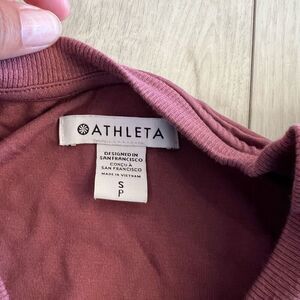 ATHLETA
DESIGNED IN
SAN FRANCISCO
CONÇU À
SAN FRANCISCO
MADE IN VIETNAM
S
P